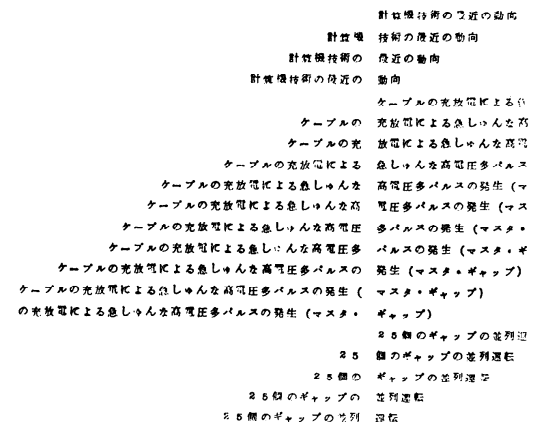 計算機技術の最近の動向
計算機 技術の最近の動向
計算機技術の 最近の動向
計算機技術の最近の 動向
ケーブルの充放電による急
ケーブルの 充放電による急しゅんな高
ケーブルの充 放電による急しゅんな高電
ケーブルの充放電による 急しゅんな高電圧多パルス
ケーブルの充放電による急しゅんな 高電圧多パルスの発生 (マ
ケーブルの充放電による急しゅんな高 電圧多パルスの発生 (マス
ケーブルの充放電による急しゅんな高電圧 多パルスの発生 (マスタ・
ケーブルの充放電による急しゅんな高電圧多 パルスの発生 (マスタ・ギ
ケーブルの充放電による急しゅんな高電圧多パルスの 発生 (マスタ・ギャップ)
ケーブルの充放電による急しゅんな高電圧多パルスの発生 ( マスタ・ギャップ)
の充放電による急しゅんな高電圧多パルスの発生 (マスタ・ ギャップ)
25個のギャップの並列運
25 個のギャップの並列運転
25個の ギャップの並列運転
25個のギャップの 並列運転
25個のギャップの並列 運転